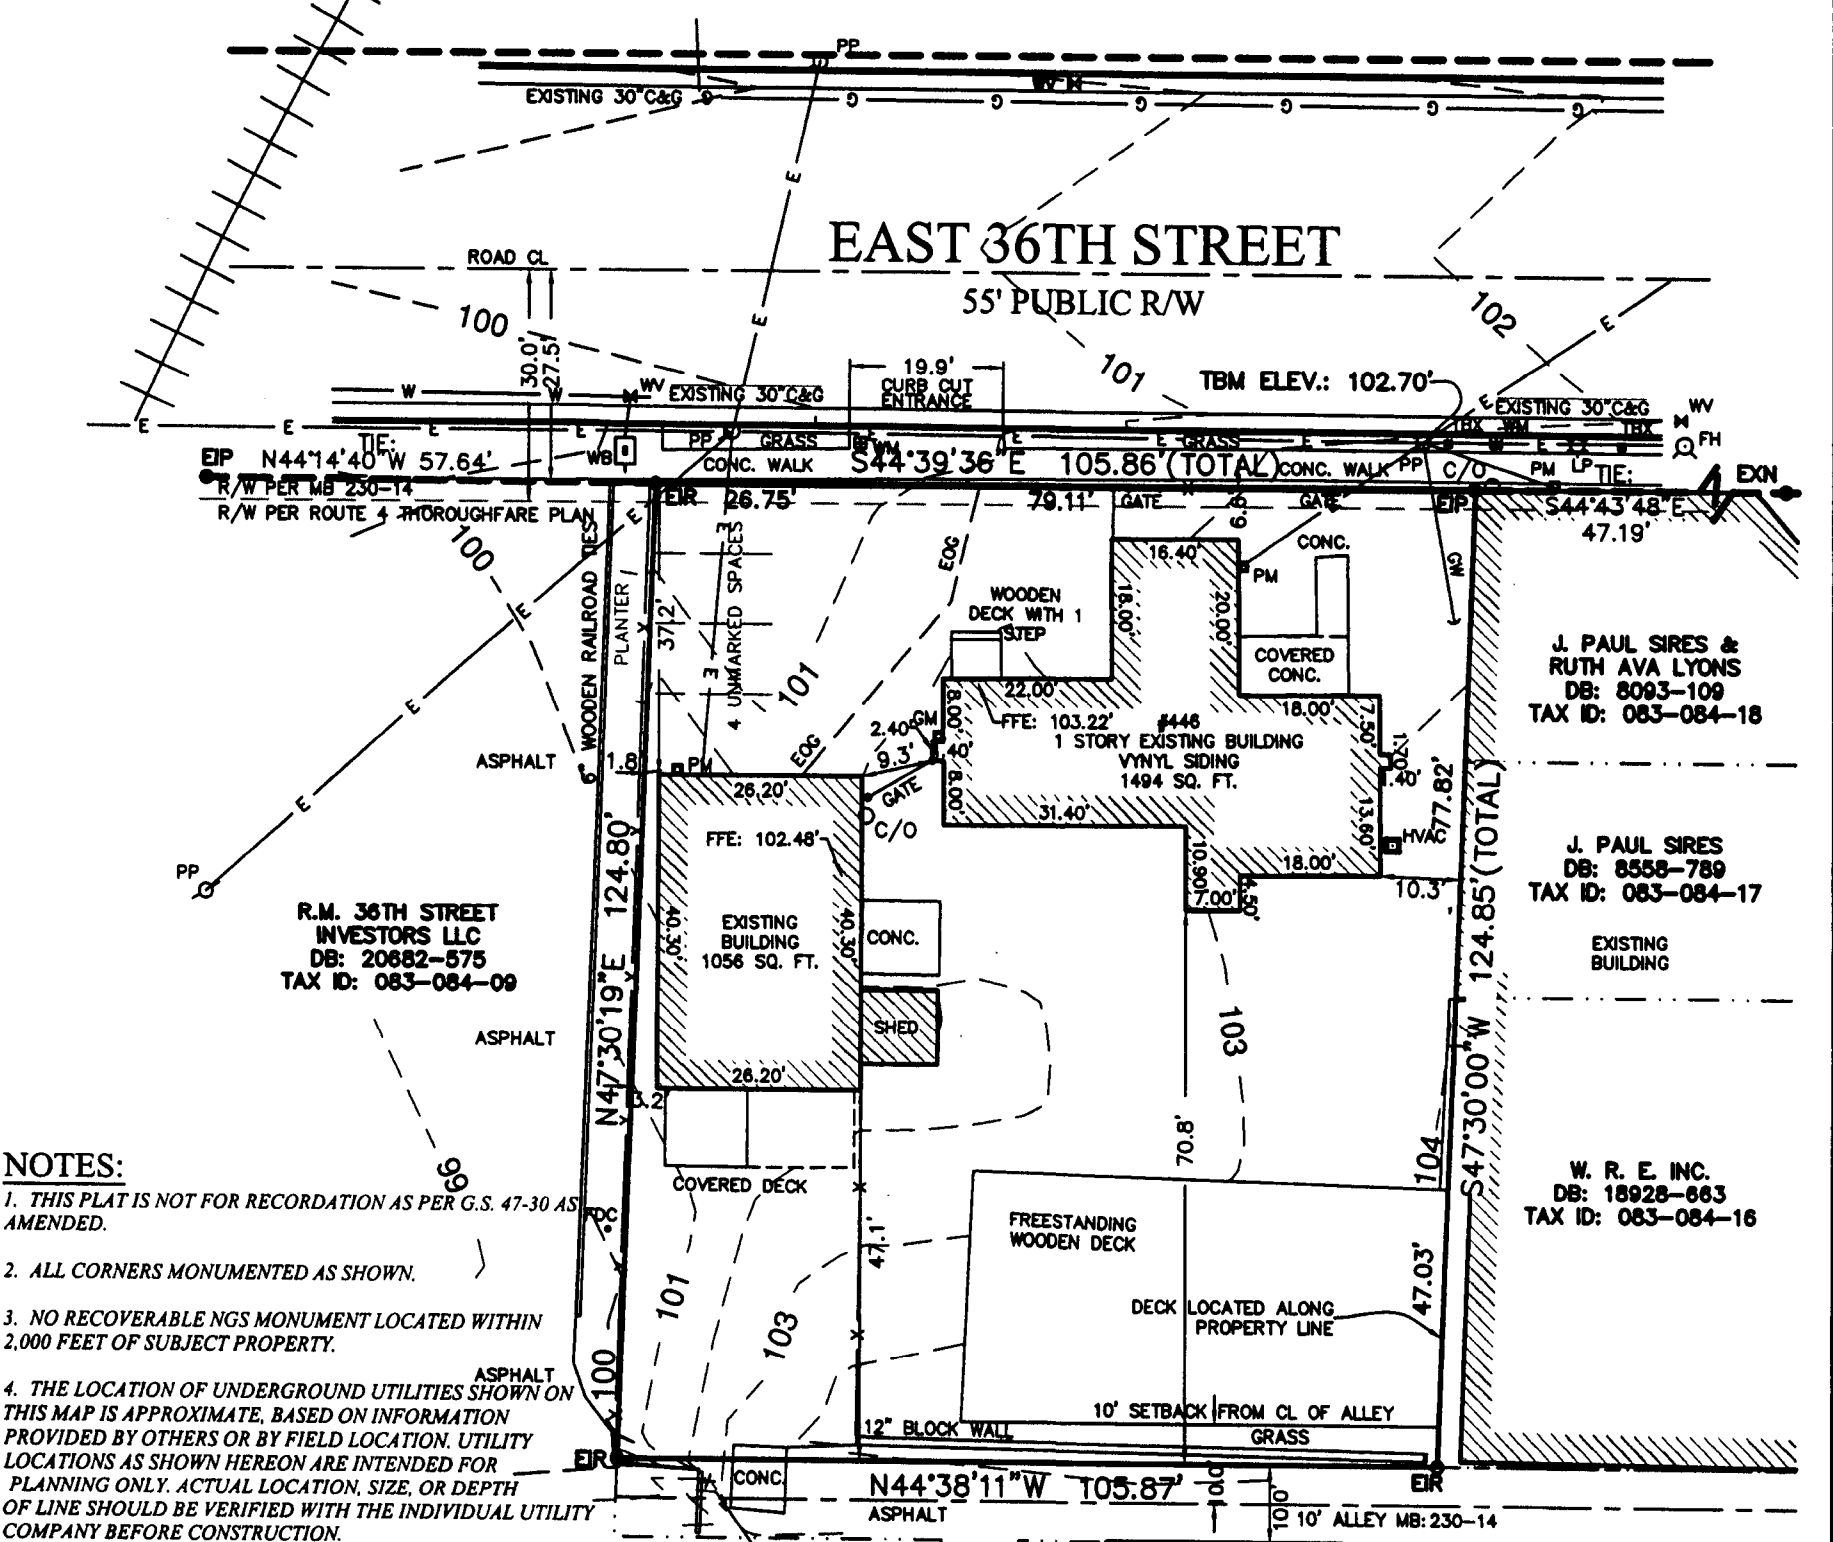 PP
EXISTING 30"C&G
G
G
G
WV
G
G
G
G
E
EAST 36TH STREET
ROAD CL
55' PUBLIC R/W
100
102
E
E
30.0'
27.5'
101
19.9'
CURB CUT
ENTRANCE
TBM ELEV.: 102.70'
W
W
WV
EXISTING 30"C&G
E
EXISTING 30"C&G
WV
E
E
E
E
E
E
E
E
E
TBX
WM
TBX
FH
TIE:
EIP
N44°14'40"W 57.64'
WB
PP
GRASS
WM
GRASS
CONC. WALK
S44°39'36"E 105.86'(TOTAL)
CONC. WALK
PP
C/O
PM
LP
TIE:
EXN
R/W PER MB 230-14
R/W PER ROUTE 4 THOROUGHFARE PLAN
EIR
26.75'
79.11'
GATE
9.9'
GATE
EIP
S44°43'48"E
47.19'
100
E
E
6" WOODEN RAILROAD TIES
PLANTER
37.2'
4 UNMARKED SPACES
E
E
EOG
101
EOG
16.40'
CONC.
PM
GW
WOODEN
DECK WITH 1
STEP
18.00'
20.00'
COVERED
CONC.
22.00'
8.00'
FFE: 103.22'
#446
1 STORY EXISTING BUILDING
VYNYL SIDING
1494 SQ. FT.
18.00'
7.50'
1.70'
1.40'
GM
2.40'
.40'
9.3'
GATE
8.00'
31.40'
13.60'
HVAC
77.82'
J. PAUL SIRES &
RUTH AVA LYONS
DB: 8093-109
TAX ID: 083-084-18
E
E
ASPHALT
1.8'
PM
26.20'
C/O
FFE: 102.48'
PP
10.90'
7.00'
4.50'
18.00'
10.3'
J. PAUL SIRES
DB: 8558-789
TAX ID: 083-084-17
EXISTING
BUILDING
R.M. 36TH STREET
INVESTORS LLC
DB: 20682-575
TAX ID: 083-084-09
N47°30'19"E 124.80'
40.30'
EXISTING
BUILDING
1056 SQ. FT.
40.30'
CONC.
SHED
ASPHALT
26.20'
3.2'
103
S47°30'00"W 124.85'(TOTAL)
70.8'
104
COVERED DECK
47.1'
99
NOTES:
1. THIS PLAT IS NOT FOR RECORDATION AS PER G.S. 47-30 AS
AMENDED.
2. ALL CORNERS MONUMENTED AS SHOWN.
3. NO RECOVERABLE NGS MONUMENT LOCATED WITHIN
2,000 FEET OF SUBJECT PROPERTY.
4. THE LOCATION OF UNDERGROUND UTILITIES SHOWN ON
THIS MAP IS APPROXIMATE, BASED ON INFORMATION
PROVIDED BY OTHERS OR BY FIELD LOCATION. UTILITY
LOCATIONS AS SHOWN HEREON ARE INTENDED FOR
PLANNING ONLY. ACTUAL LOCATION, SIZE, OR DEPTH
OF LINE SHOULD BE VERIFIED WITH THE INDIVIDUAL UTILITY
COMPANY BEFORE CONSTRUCTION.
ASPHALT
100
101
103
FREESTANDING
WOODEN DECK
W. R. E. INC.
DB: 18928-663
TAX ID: 083-084-16
DECK LOCATED ALONG
PROPERTY LINE
47.03'
10' SETBACK FROM CL OF ALLEY
12" BLOCK WALL
GRASS
EIR
CONC.
N44°38'11"W 105.87'
EIR
ASPHALT
10.0'
10.0'
10' ALLEY MB:230-14